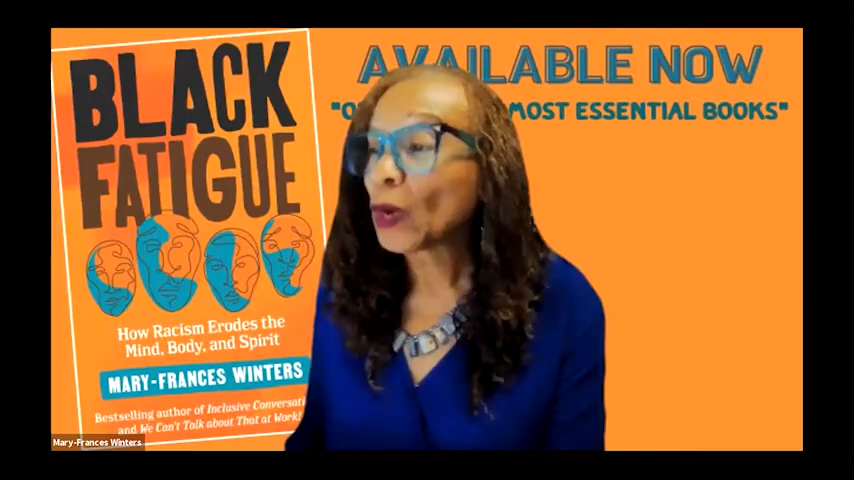 BLACK
FATIGUE
How Racism Erodes the
Mind, Body, and Spirit
MARY-FRANCES WINTERS
Bestselling author of Inclusive
and We Can't Talk about That at Work!
AVAILABLE NOW
MOST ESSENTIAL BOOKS"
Mary-Frances Winters